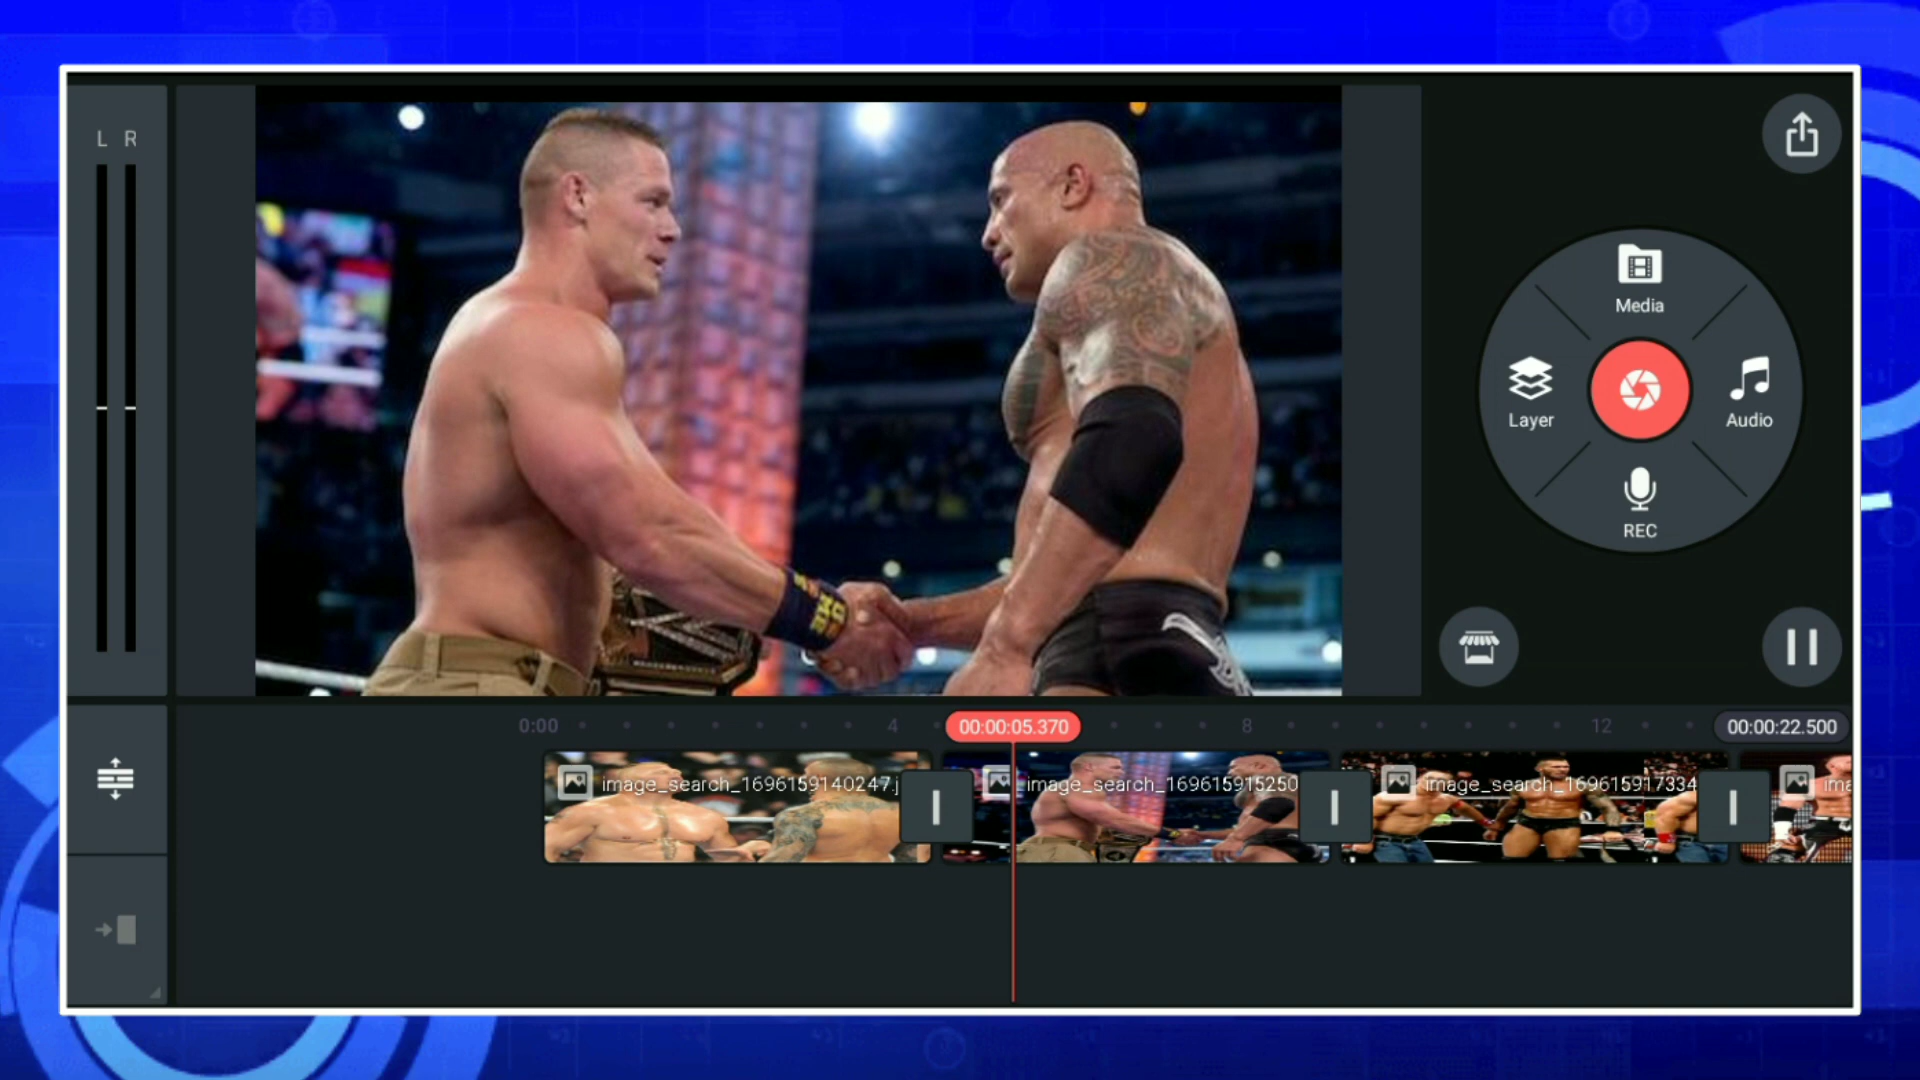 L R
Media
Layer
Audio
REC
0:00
4
00:00:05.370
8
12
00:00:22.500
image_search_1696159140247.j
image_search_169615915250
image_search_169615917334
ima